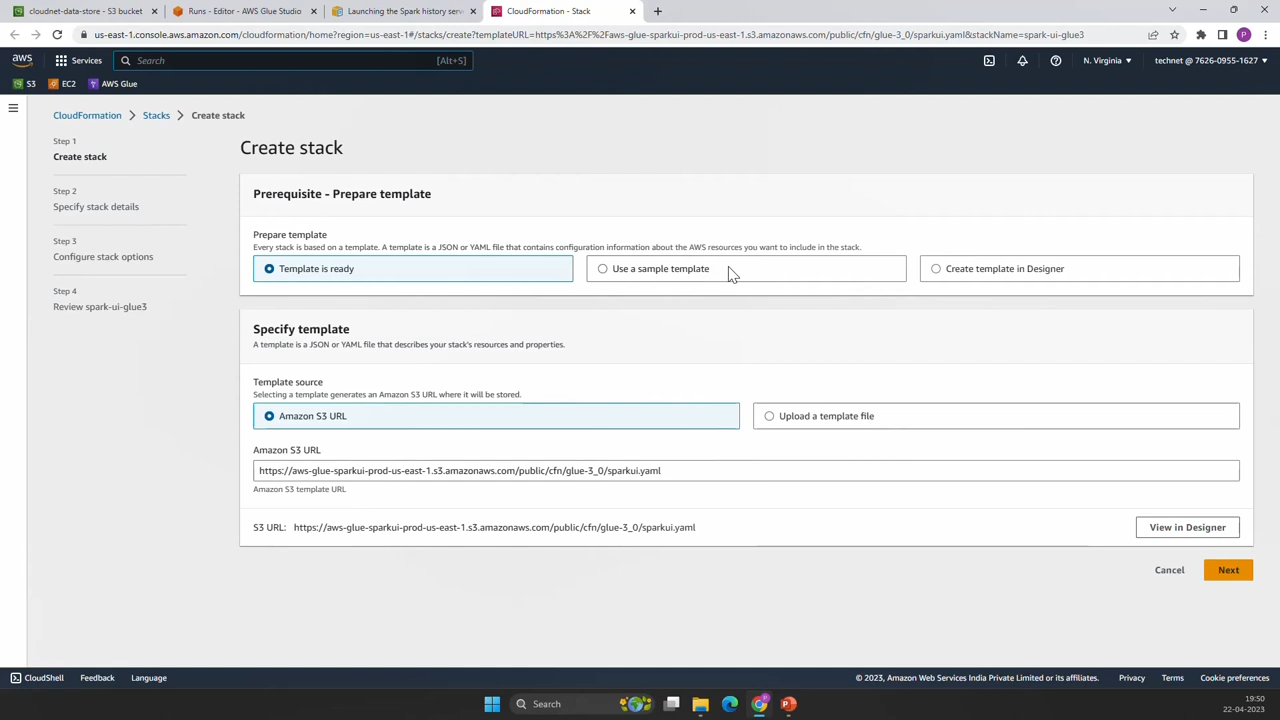 cloudnet-data-store - S3 bucket
Runs - Editor - AWS Glue Studio
Launching the Spark history serv
CloudFormation - Stack
us-east-1.console.aws.amazon.com/cloudformation/home?region=us-east-1#/stacks/create?templateURL=https%3A%2F%2Faws-glue-sparkui-prod-us-east-1.s3.amazonaws.com/public/cfn/glue-3_0/sparkui.yaml&stackName=spark-ui-glue3
P
aws
Services
Search
[Alt+S]
N. Virginia
technet @ 7626-0955-1627
S3
EC2
AWS Glue
CloudFormation
Stacks
Create stack
Step 1
Create stack
Step 2
Specify stack details
Step 3
Configure stack options
Step 4
Review spark-ui-glue3
Create stack
Prerequisite - Prepare template
Prepare template
Every stack is based on a template. A template is a JSON or YAML file that contains configuration information about the AWS resources you want to include in the stack.
Template is ready
Use a sample template
Create template in Designer
Specify template
A template is a JSON or YAML file that describes your stack's resources and properties.
Template source
Selecting a template generates an Amazon S3 URL where it will be stored.
Amazon S3 URL
Upload a template file
Amazon S3 URL
https://aws-glue-sparkui-prod-us-east-1.s3.amazonaws.com/public/cfn/glue-3_0/sparkui.yaml
Amazon S3 template URL
S3 URL: https://aws-glue-sparkui-prod-us-east-1.s3.amazonaws.com/public/cfn/glue-3_0/sparkui.yaml
View in Designer
Cancel
Next
CloudShell
Feedback
Language
© 2023, Amazon Web Services India Private Limited or its affiliates.
Privacy
Terms
Cookie preferences
Search
19:50
22-04-2023